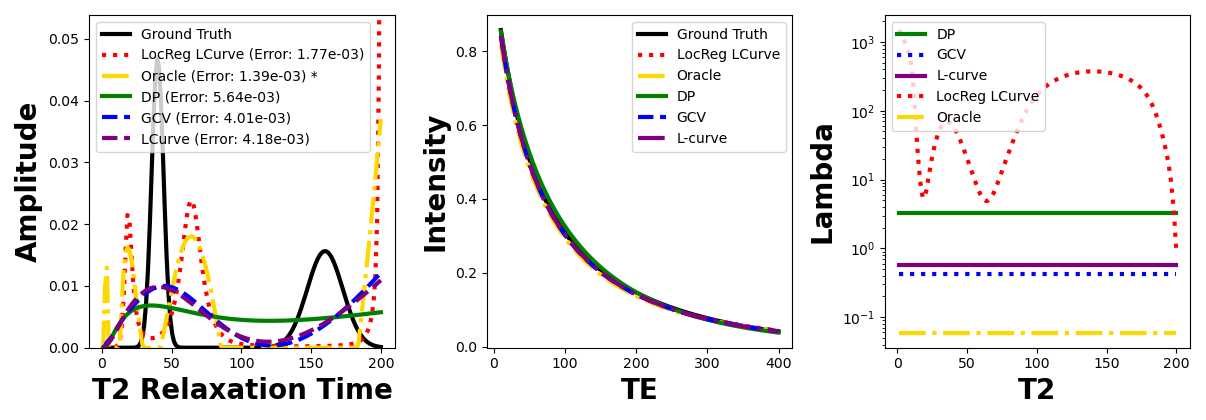 Amplitude
0.05
0.04
0.03
0.02
0.01
0.00
Ground Truth
LocReg LCurve (Error: 1.77e-03)
Oracle (Error: 1.39e-03) *
DP (Error: 5.64e-03)
GCV (Error: 4.01e-03)
LCurve (Error: 4.18e-03)
0 50 100 150 200
T2 Relaxation Time
Intensity
0.8
0.6
0.4
0.2
0.0
Ground Truth
LocReg LCurve
Oracle
DP
GCV
L-curve
0 100 200 300 400
TE
Lambda
10³
10²
10¹
10⁰
10⁻¹
DP
GCV
L-curve
LocReg LCurve
Oracle
0 50 100 150 200
T2